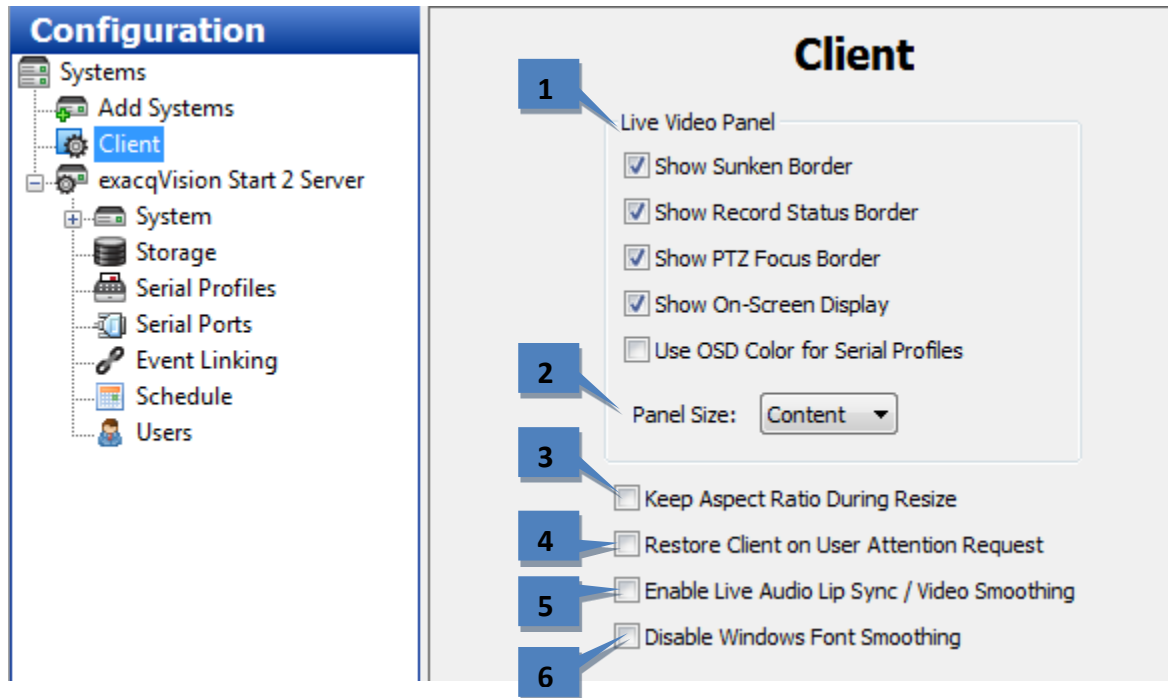 Configuration
Systems
Add Systems
Client
exacqVision Start 2 Server
System
Storage
Serial Profiles
Serial Ports
Event Linking
Schedule
Users
Client
1
Live Video Panel
Show Sunken Border
Show Record Status Border
Show PTZ Focus Border
Show On-Screen Display
Use OSD Color for Serial Profiles
2
Panel Size: Content
3
Keep Aspect Ratio During Resize
4
Restore Client on User Attention Request
5
Enable Live Audio Lip Sync / Video Smoothing
6
Disable Windows Font Smoothing